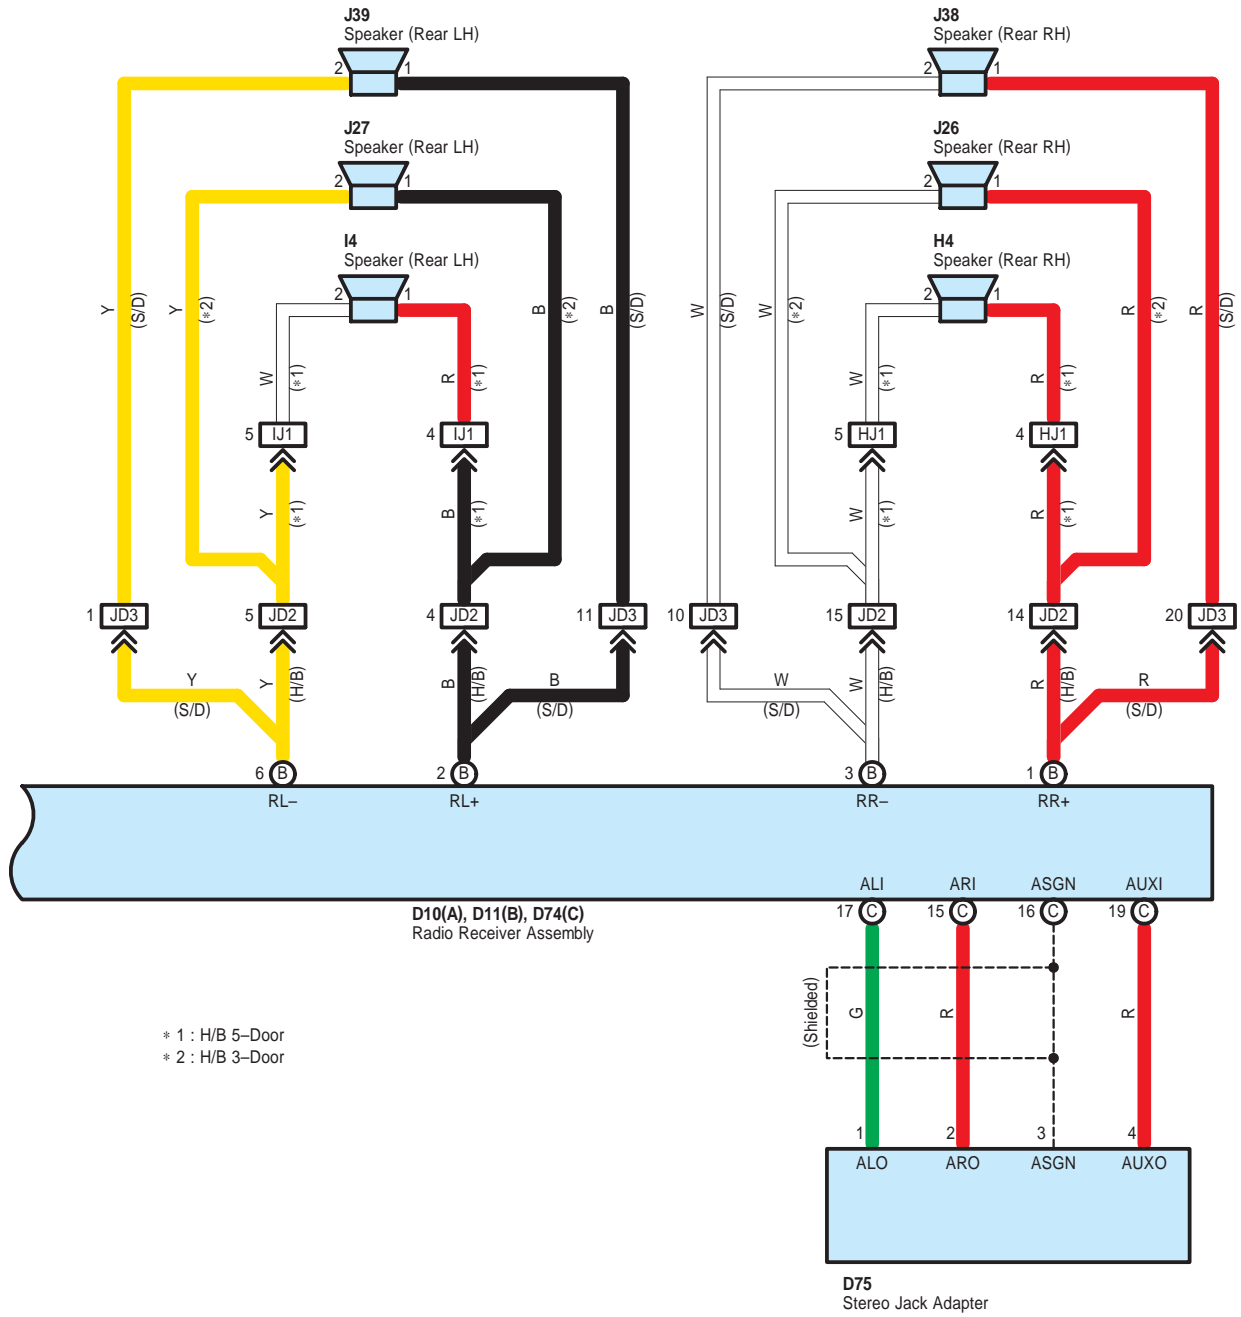 J39
Speaker (Rear LH)
2 1
J38
Speaker (Rear RH)
2 1
J27
Speaker (Rear LH)
2 1
J26
Speaker (Rear RH)
2 1
I4
Speaker (Rear LH)
2 1
H4
Speaker (Rear RH)
2 1
Y (S/D)
Y (*2)
B (*2)
B (S/D)
W (S/D)
W (*2)
R (*2)
R (S/D)
W (*1)
R (*1)
W (*1)
R (*1)
5 IJ1
4 IJ1
5 HJ1
4 HJ1
Y (*1)
B (*1)
W (*1)
R (*1)
1 JD3
5 JD2
4 JD2
11 JD3
10 JD3
15 JD2
14 JD2
20 JD3
Y (S/D)
Y (H/B)
B (H/B)
B (S/D)
W (S/D)
W (H/B)
R (H/B)
R (S/D)
6 B
2 B
3 B
1 B
RL–
RL+
RR–
RR+
ALI
ARI
ASGN
AUXI
D10(A), D11(B), D74(C)
Radio Receiver Assembly
17 C
15 C
16 C
19 C
(Shielded)
G
R
R
* 1 : H/B 5–Door
* 2 : H/B 3–Door
1
2
3
4
ALO
ARO
ASGN
AUXO
D75
Stereo Jack Adapter